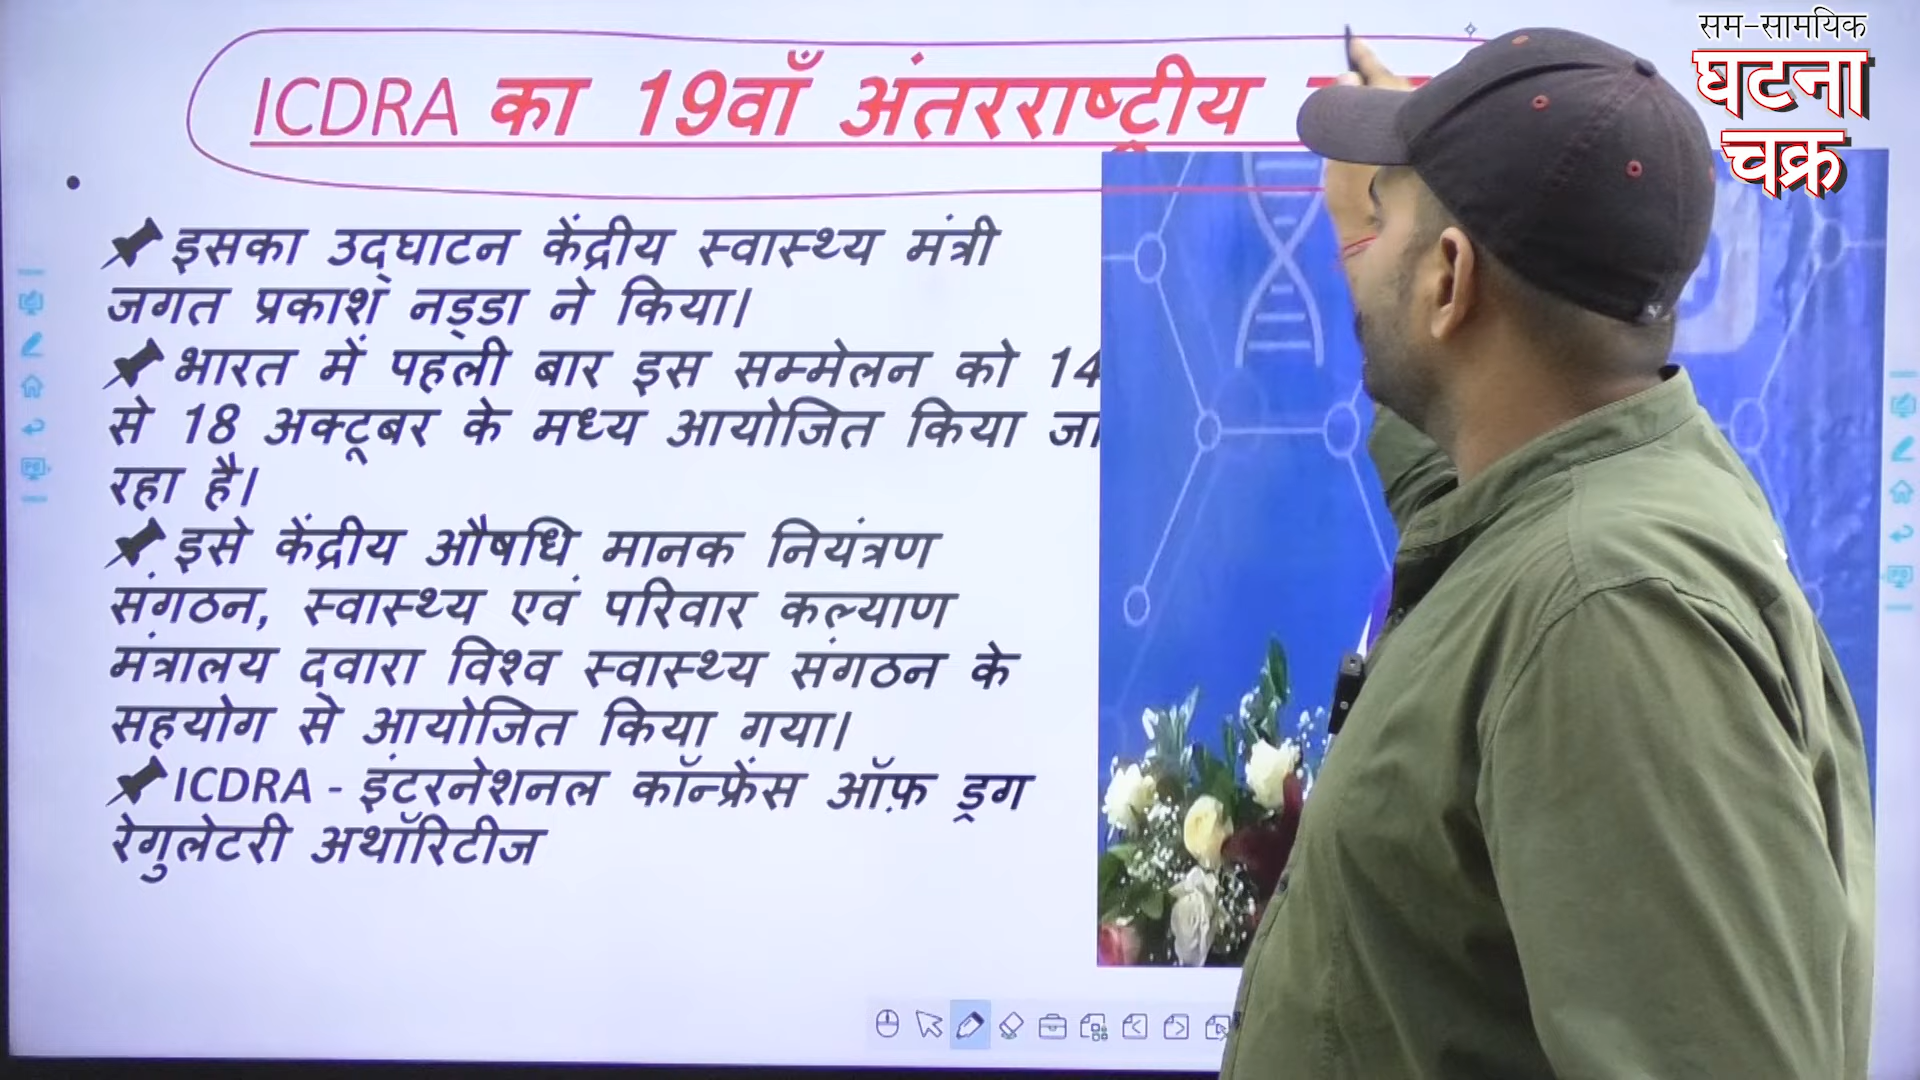 सम-सामयिक
घटना
चक्र
ICDRA का 19वाँ अंतरराष्ट्रीय
इसका उद्घाटन केंद्रीय स्वास्थ्य मंत्री
जगत प्रकाश नड्डा ने किया।
भारत में पहली बार इस सम्मेलन को 14
से 18 अक्टूबर के मध्य आयोजित किया जा
रहा है।
इसे केंद्रीय औषधि मानक नियंत्रण
संगठन, स्वास्थ्य एवं परिवार कल्याण
मंत्रालय द्वारा विश्व स्वास्थ्य संगठन के
सहयोग से आयोजित किया गया।
ICDRA - इंटरनेशनल कॉन्फ्रेंस ऑफ़ ड्रग
रेगुलेटरी अथॉरिटीज